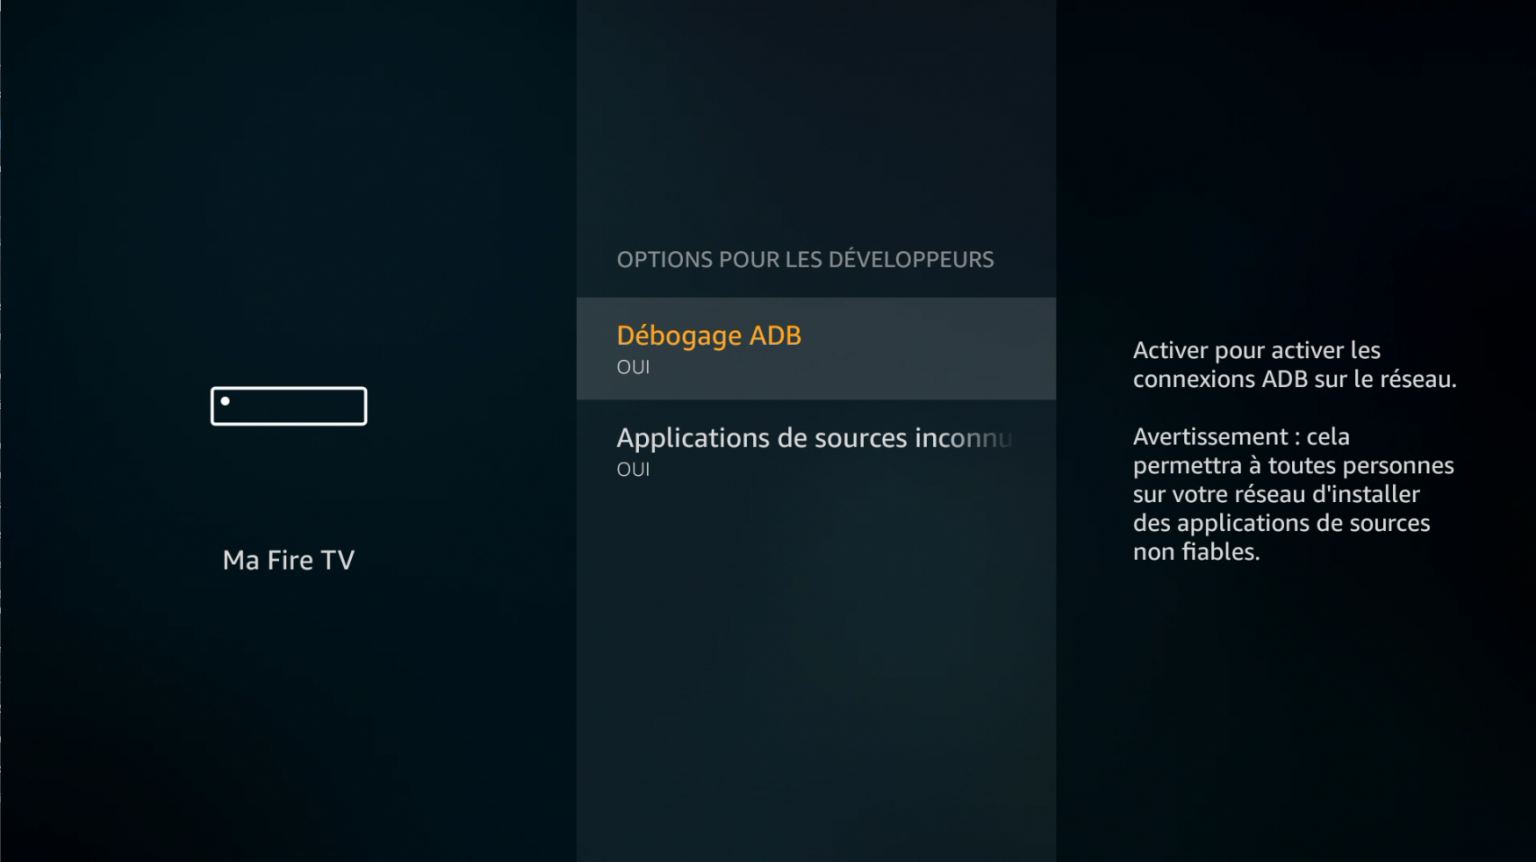 OPTIONS POUR LES DÉVELOPPEURS
Débogage ADB
OUI
Applications de sources inconnu
OUI
Ma Fire TV
Activer pour activer les
connexions ADB sur le réseau.
Avertissement : cela
permettra à toutes personnes
sur votre réseau d'installer
des applications de sources
non fiables.